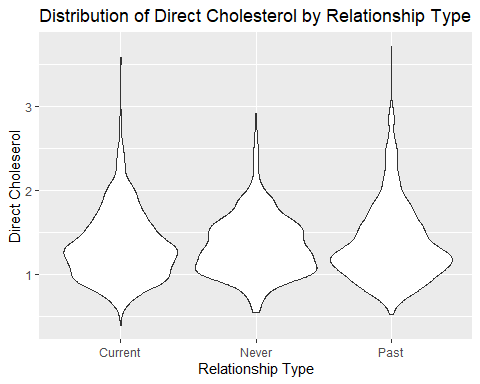 Distribution of Direct Cholesterol by Relationship Type
Direct Choleserol
3
2
1
Current Never Past
Relationship Type